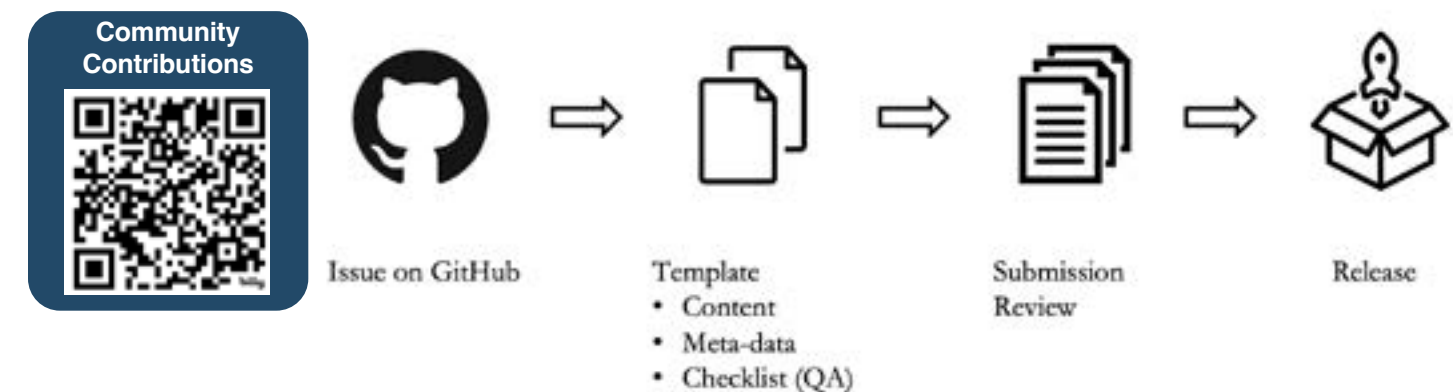 Community
Contributions
Issue on GitHub
Template
• Content
• Meta-data
• Checklist (QA)
Submission
Review
Release